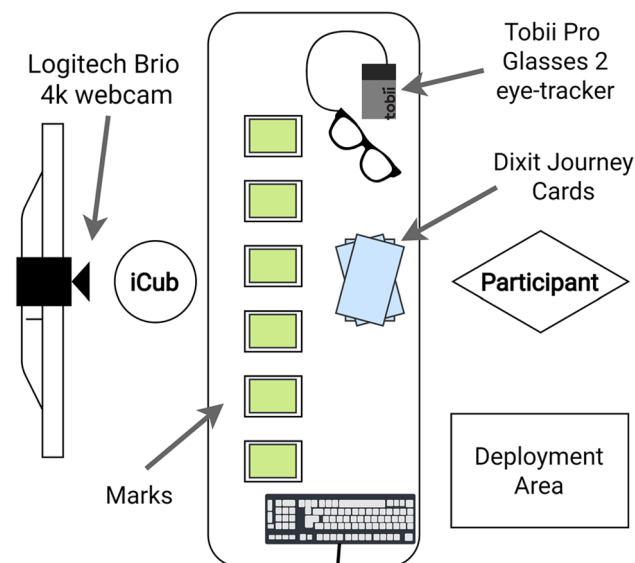 Logitech Brio
4k webcam
Tobii Pro
Glasses 2
eye-tracker
tobii
Dixit Journey
Cards
iCub
Participant
Marks
Deployment
Area